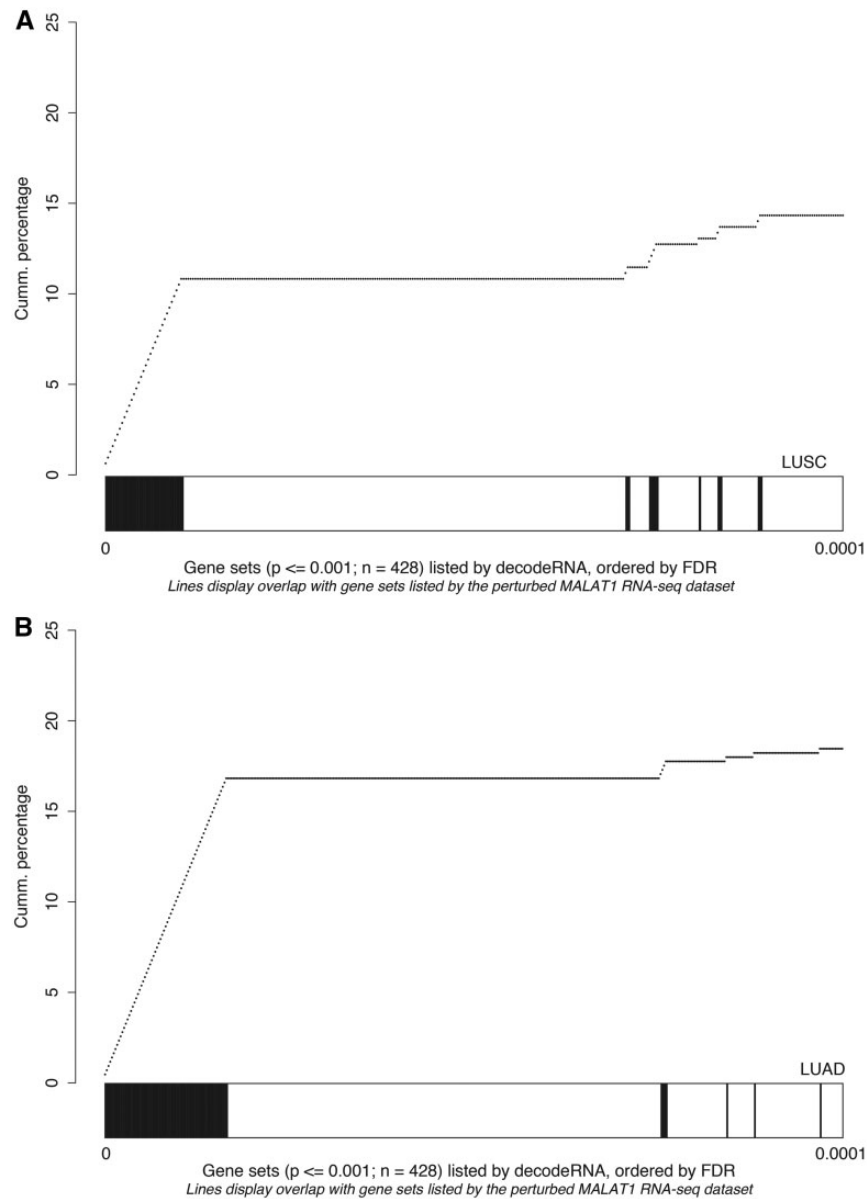 A
25
20
15
10
5
0
Cumm. percentage
LUSC
0
0.0001
Gene sets (p <= 0.001; n = 428) listed by decodeRNA, ordered by FDR
Lines display overlap with gene sets listed by the perturbed MALAT1 RNA-seq dataset
B
25
20
15
10
5
0
Cumm. percentage
LUAD
0
0.0001
Gene sets (p <= 0.001; n = 428) listed by decodeRNA, ordered by FDR
Lines display overlap with gene sets listed by the perturbed MALAT1 RNA-seq dataset